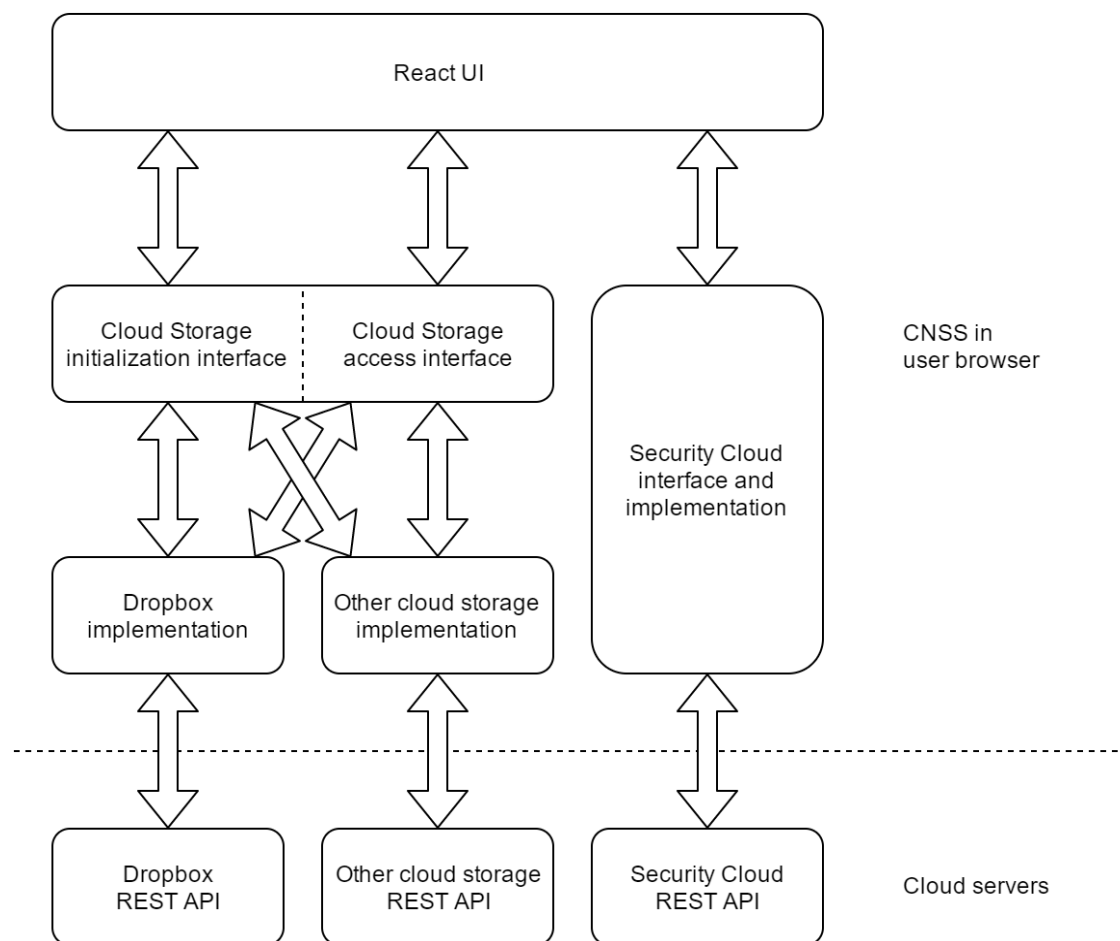 React UI
Cloud Storage
initialization interface
Cloud Storage
access interface
CNSS in
user browser
Security Cloud
interface and
implementation
Dropbox
implementation
Other cloud storage
implementation
Dropbox
REST API
Other cloud storage
REST API
Security Cloud
REST API
Cloud servers